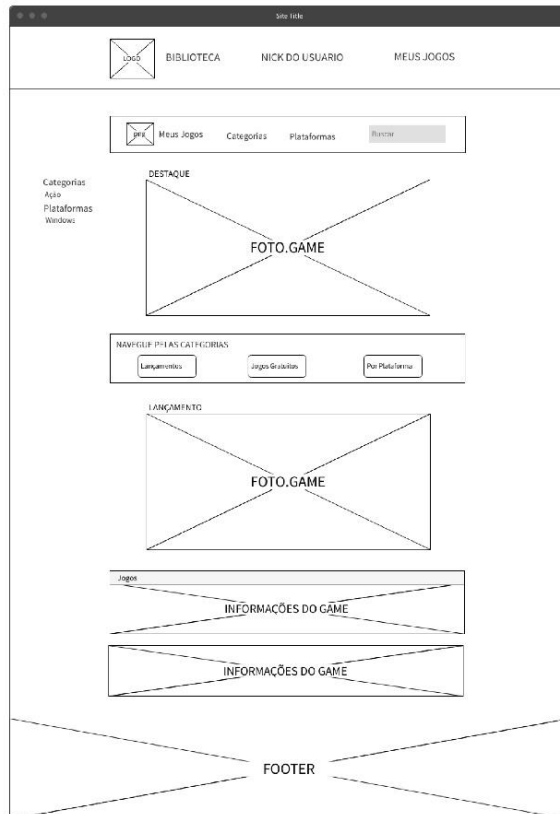 Site Title
LOGO BIBLIOTECA NICK DO USUARIO MEUS JOGOS
png Meus Jogos Categorias Plataformas Buscar
Categorias
Ação
Plataformas
Windows
DESTAQUE
FOTO.GAME
NAVEGUE PELAS CATEGORIAS
Lançamentos Jogos Gratuitos Por Plataforma
LANÇAMENTO
FOTO.GAME
Jogos
INFORMAÇÕES DO GAME
INFORMAÇÕES DO GAME
FOOTER